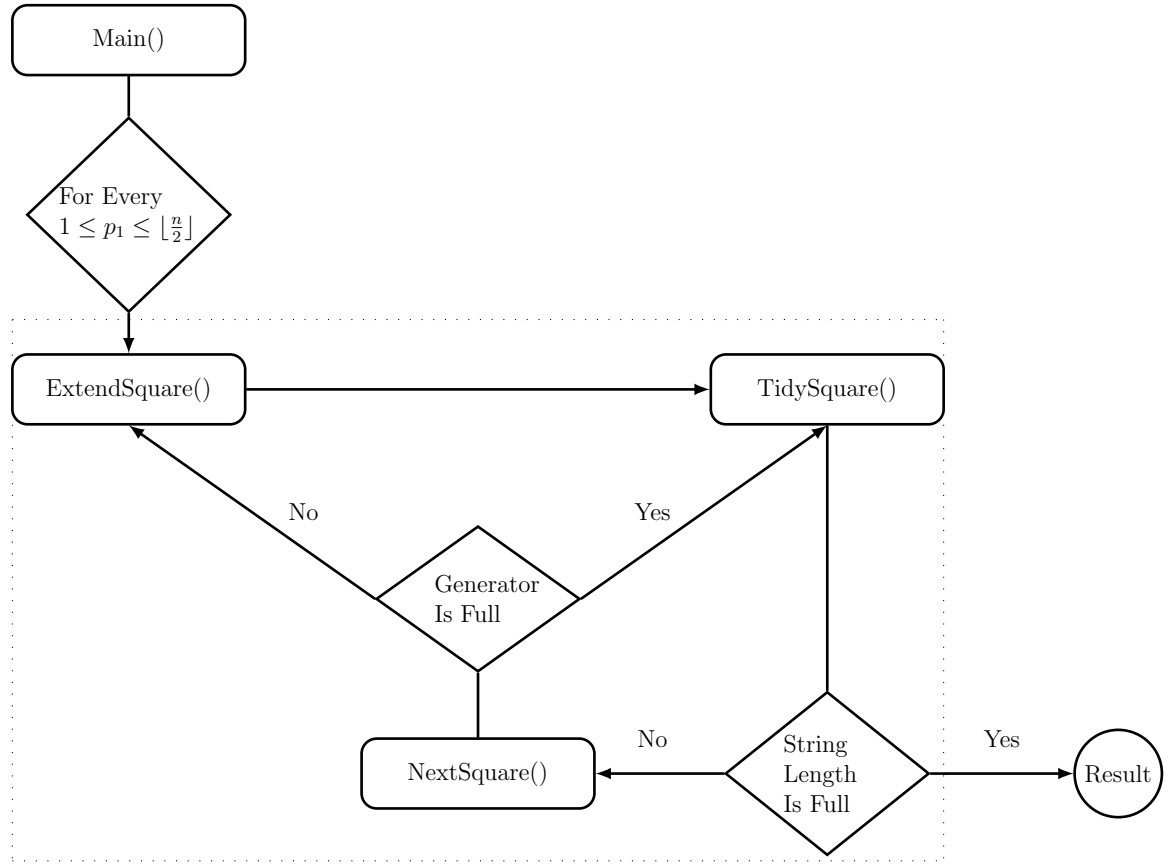 Main()
For Every
1 ≤ p₁ ≤ ⌊n/2⌋
ExtendSquare()
TidySquare()
No
Yes
Generator
Is Full
No
Yes
String
Length
Is Full
NextSquare()
Result